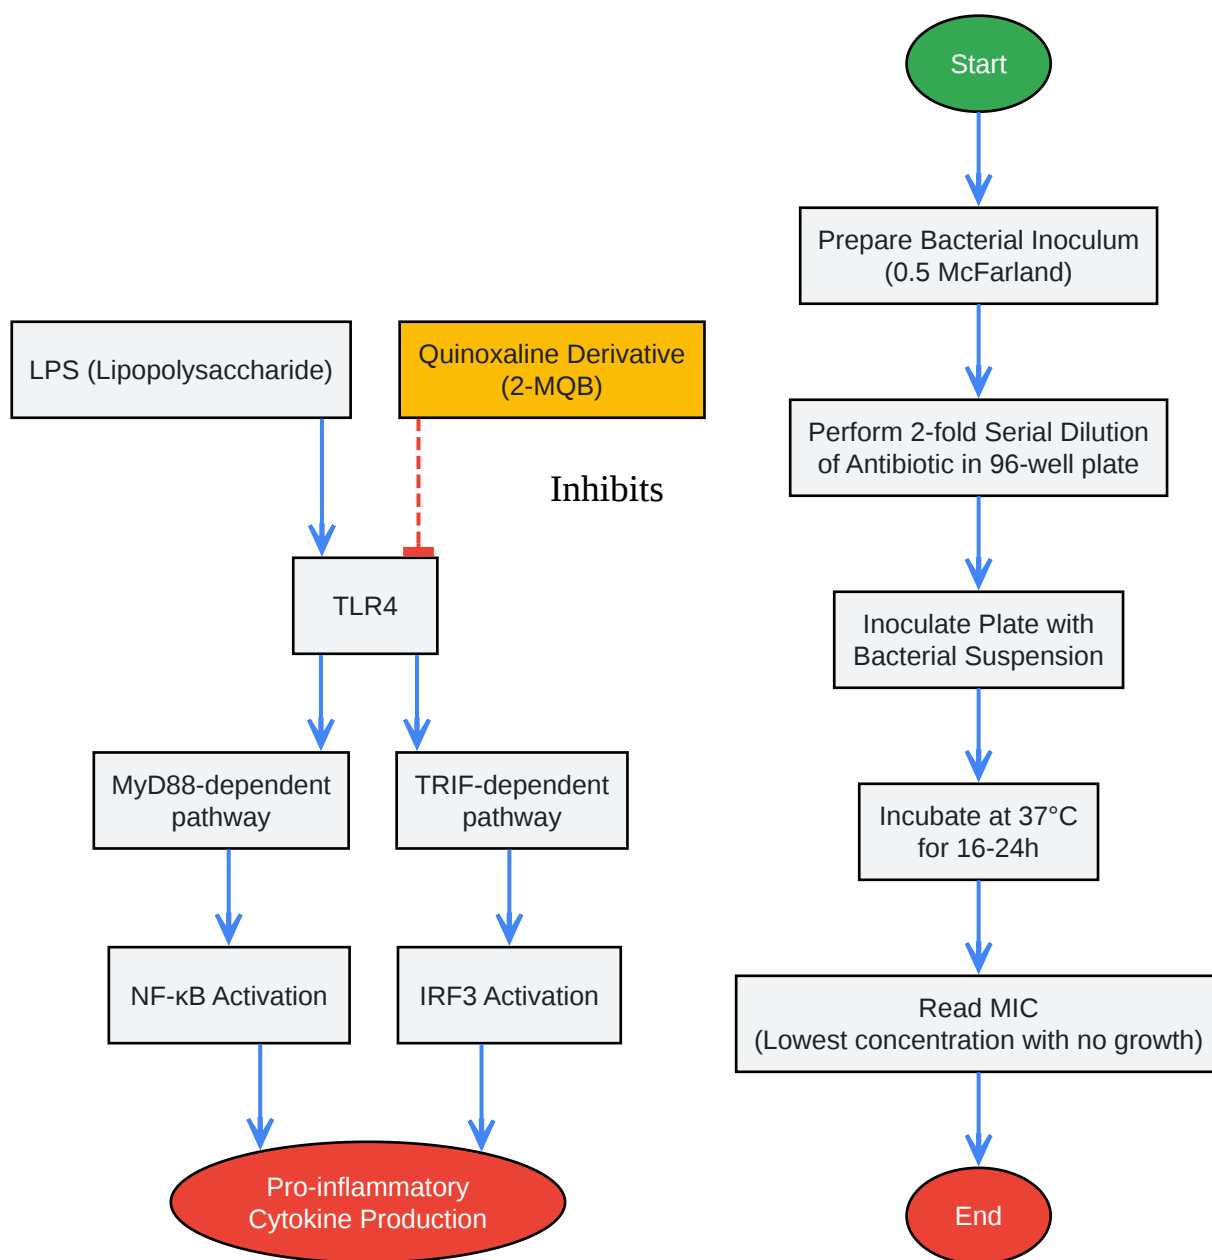 LPS (Lipopolysaccharide)
Quinoxaline Derivative
(2-MQB)
Inhibits
TLR4
MyD88-dependent
pathway
TRIF-dependent
pathway
NF-κB Activation
IRF3 Activation
Pro-inflammatory
Cytokine Production
Start
Prepare Bacterial Inoculum
(0.5 McFarland)
Perform 2-fold Serial Dilution
of Antibiotic in 96-well plate
Inoculate Plate with
Bacterial Suspension
Incubate at 37°C
for 16-24h
Read MIC
(Lowest concentration with no growth)
End